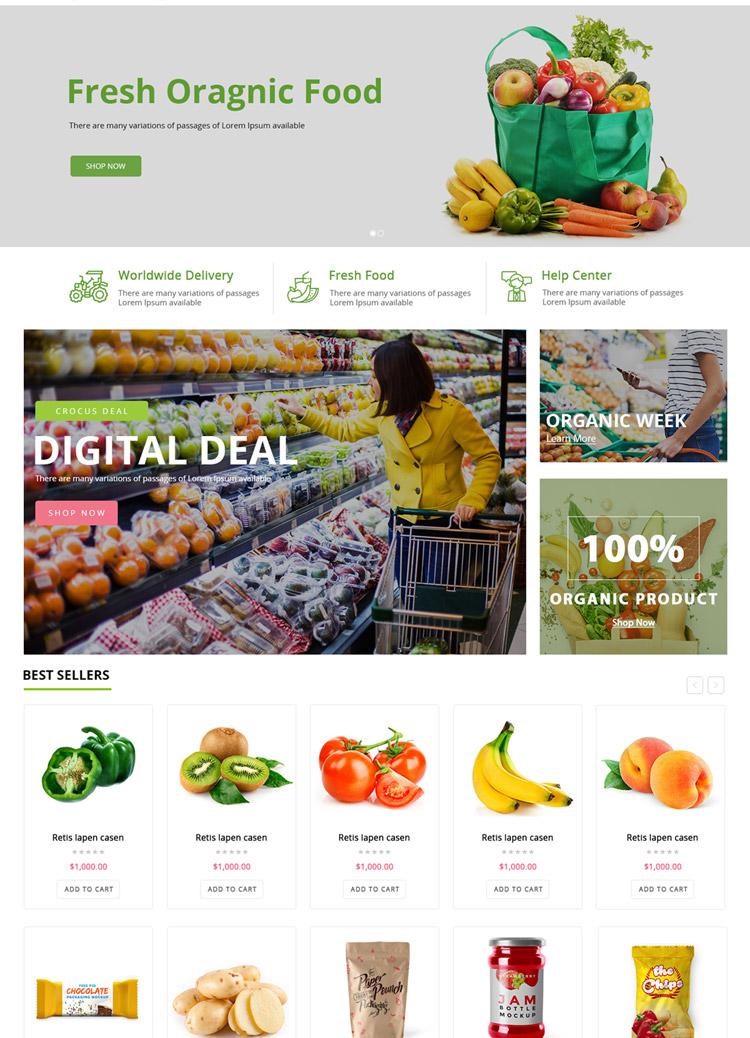 Fresh Oragnic Food
There are many variations of passages of Lorem Ipsum available
SHOP NOW
Worldwide Delivery
There are many variations of passages
Lorem Ipsum available
Fresh Food
There are many variations of passages
Lorem Ipsum available
Help Center
There are many variations of passages
Lorem Ipsum available
CROCUS DEAL
DIGITAL DEAL
There are many variations of passages of Lorem Ipsum available
SHOP NOW
ORGANIC WEEK
Learn More
100%
ORGANIC PRODUCT
Shop Now
BEST SELLERS
Retis lapen casen
$1,000.00
ADD TO CART
Retis lapen casen
$1,000.00
ADD TO CART
Retis lapen casen
$1,000.00
ADD TO CART
Retis lapen casen
$1,000.00
ADD TO CART
Retis lapen casen
$1,000.00
ADD TO CART
FREE PSD
CHOCOLATE
PACKAGING MOCKUP
Paper
Pouch
Packaging
STRAWBERRY
JAM
BOTTLE
MOCKUP
the
Chips